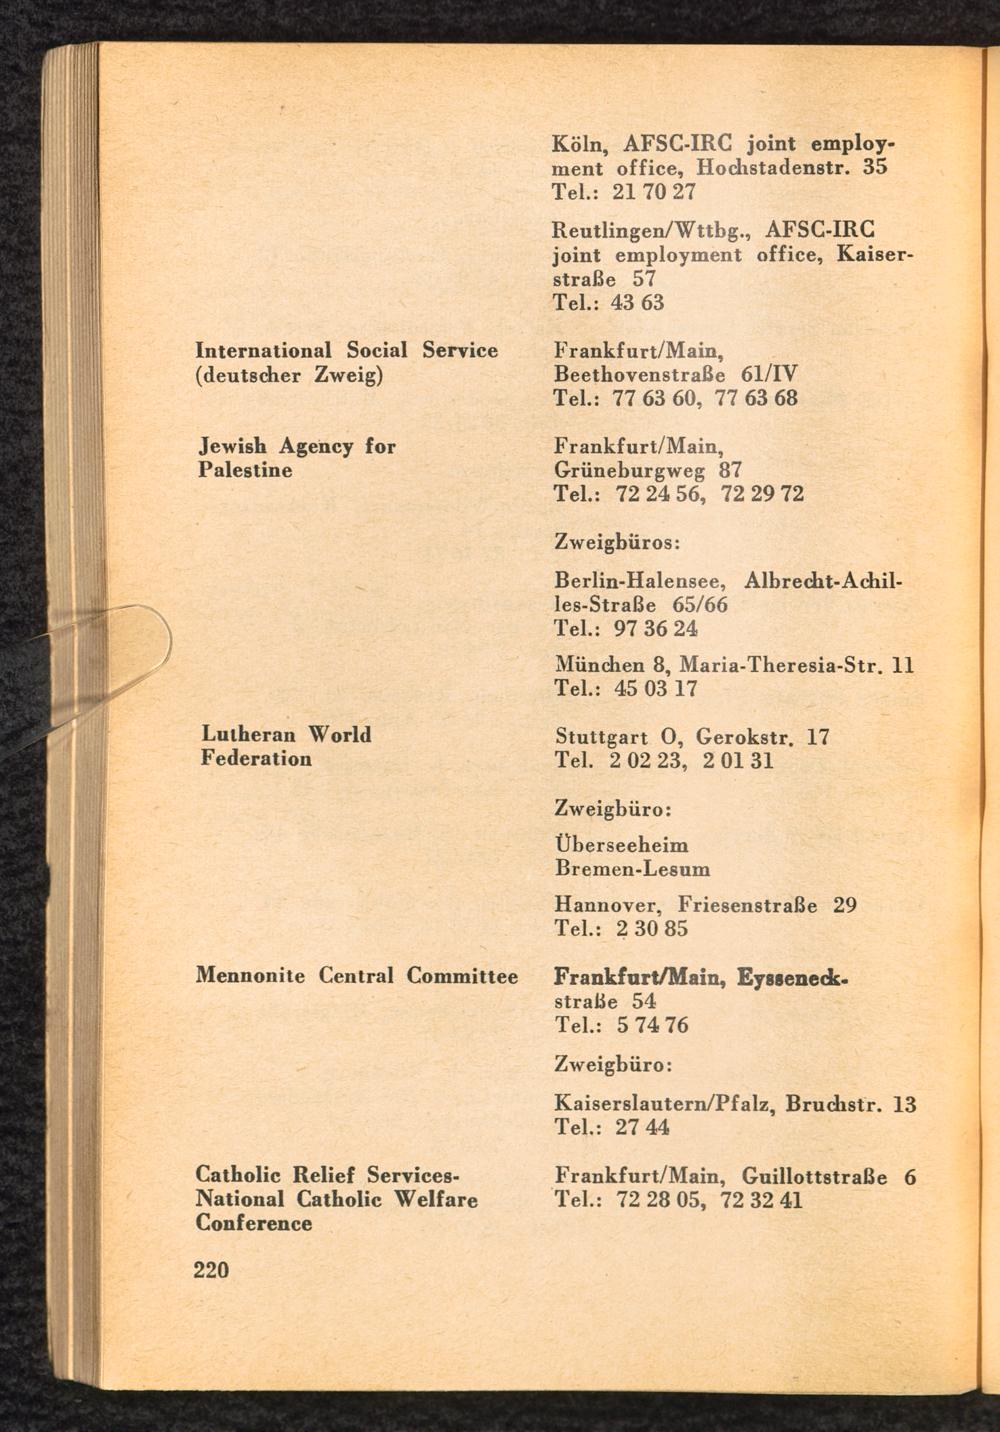 Köln, AFSC-IRC joint employ-
ment office, Hochstadenstr. 35
Tel.: 21 70 27
Reutlingen/Wttbg., AFSC-IRC
joint employment office, Kaiser-
straße 57
Tel.: 43 63
International Social Service
(deutscher Zweig)
Frankfurt/Main,
Beethovenstraße 61/IV
Tel.: 77 63 60, 77 63 68
Jewish Agency for
Palestine
Frankfurt/Main,
Grüneburgweg 87
Tel.: 72 24 56, 72 29 72
Zweigbüros:
Berlin-Halensee, Albrecht-Achil-
les-Straße 65/66
Tel.: 97 36 24
München 8, Maria-Theresia-Str. 11
Tel.: 45 03 17
Lutheran World
Federation
Stuttgart O, Gerokstr. 17
Tel. 2 02 23, 2 01 31
Zweigbüro:
Überseeheim
Bremen-Lesum
Hannover, Friesenstraße 29
Tel.: 2 30 85
Mennonite Central Committee
Frankfurt/Main, Eysseneck-
straße 54
Tel.: 5 74 76
Zweigbüro:
Kaiserslautern/Pfalz, Bruchstr. 13
Tel.: 27 44
Catholic Relief Services-
National Catholic Welfare
Conference
Frankfurt/Main, Guillottstraße 6
Tel.: 72 28 05, 72 32 41
220